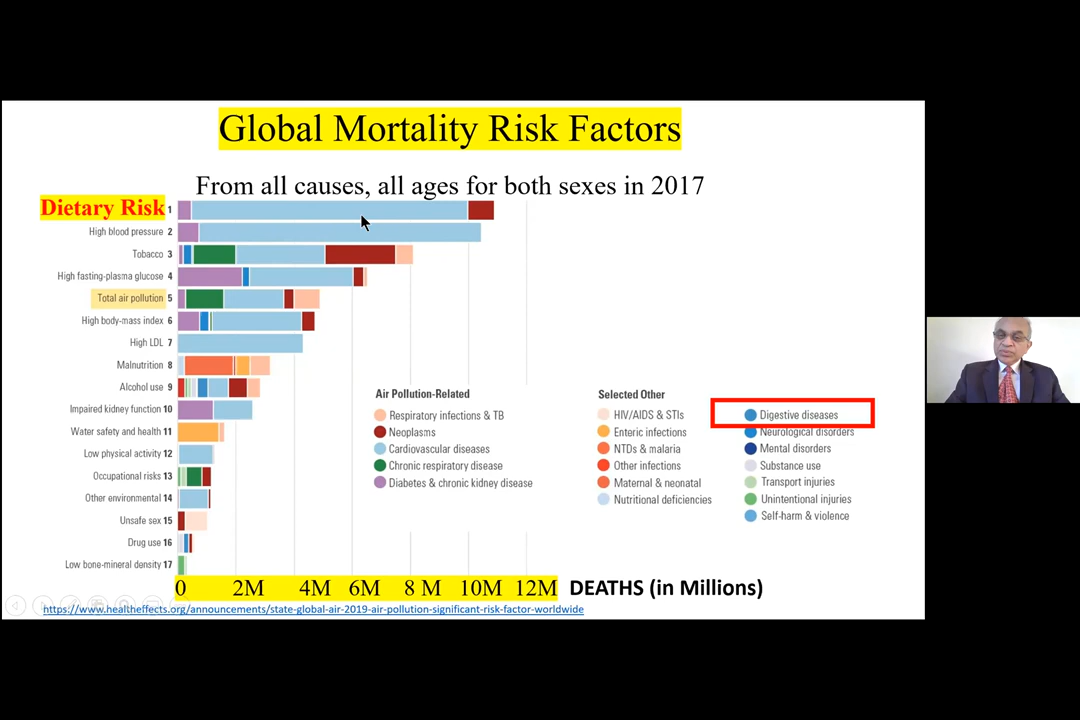 Global Mortality Risk Factors
From all causes, all ages for both sexes in 2017
Dietary Risk 1
High blood pressure 2
Tobacco 3
High fasting-plasma glucose 4
Total air pollution 5
High body-mass index 6
High LDL 7
Malnutrition 8
Alcohol use 9
Impaired kidney function 10
Water safety and health 11
Low physical activity 12
Occupational risks 13
Other environmental 14
Unsafe sex 15
Drug use 16
Low bone-mineral density 17
Air Pollution-Related
Respiratory infections & TB
Neoplasms
Cardiovascular diseases
Chronic respiratory disease
Diabetes & chronic kidney disease
Selected Other
HIV/AIDS & STIs
Enteric infections
NTDs & malaria
Other infections
Maternal & neonatal
Nutritional deficiencies
Digestive diseases
Neurological disorders
Mental disorders
Substance use
Transport injuries
Unintentional injuries
Self-harm & violence
0 2M 4M 6M 8 M 10M 12M DEATHS (in Millions)
https://www.healtheffects.org/announcements/state-global-air-2019-air-pollution-significant-risk-factor-worldwide